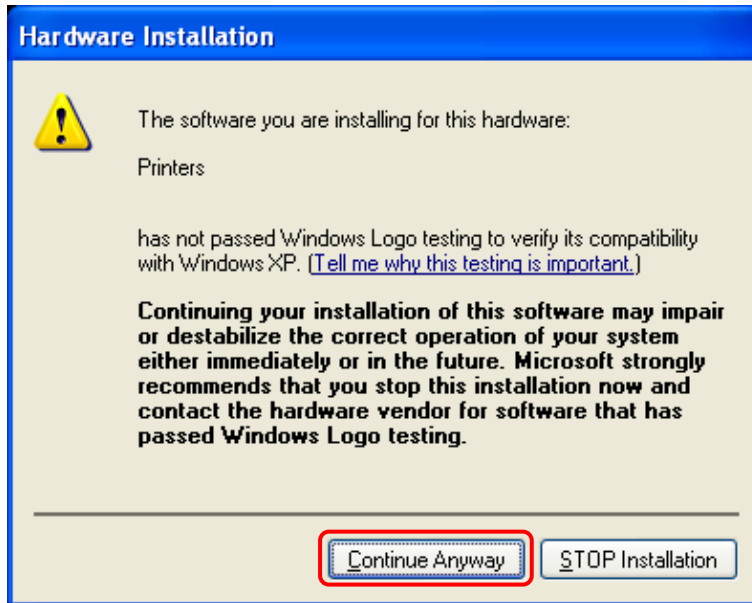 Hardware Installation
The software you are installing for this hardware:
Printers
has not passed Windows Logo testing to verify its compatibility
with Windows XP. (Tell me why this testing is important.)
Continuing your installation of this software may impair
or destabilize the correct operation of your system
either immediately or in the future. Microsoft strongly
recommends that you stop this installation now and
contact the hardware vendor for software that has
passed Windows Logo testing.
Continue Anyway STOP Installation